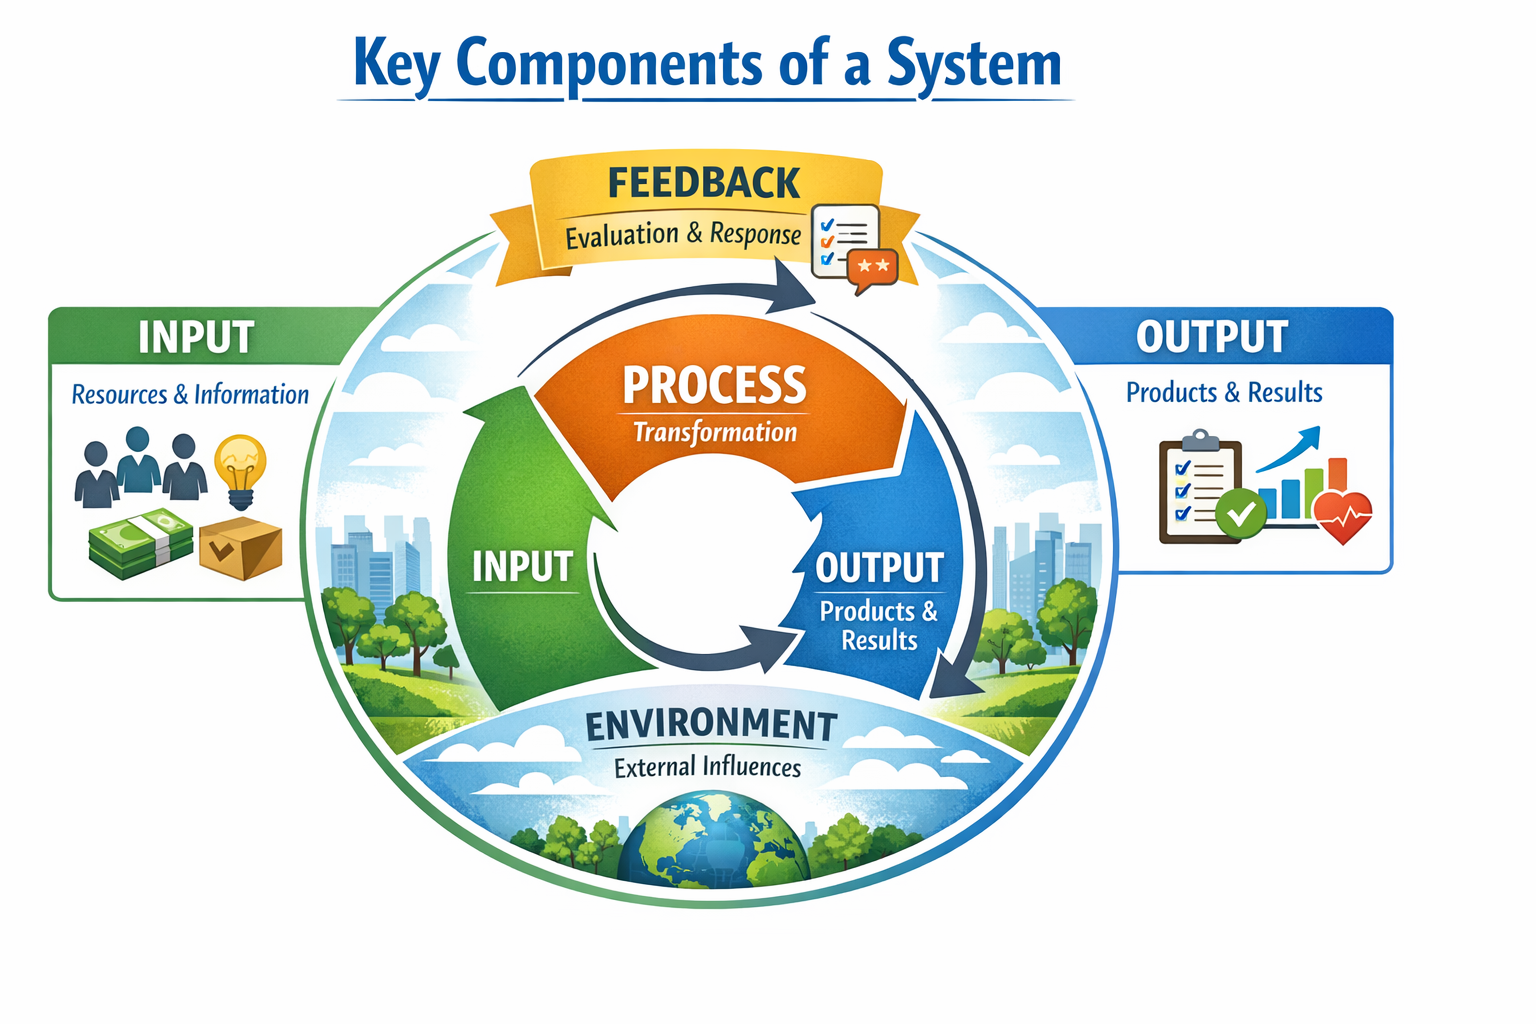 Key Components of a System
FEEDBACK
Evaluation & Response
INPUT
Resources & Information
OUTPUT
Products & Results
PROCESS
Transformation
INPUT
OUTPUT
Products &
Results
ENVIRONMENT
External Influences